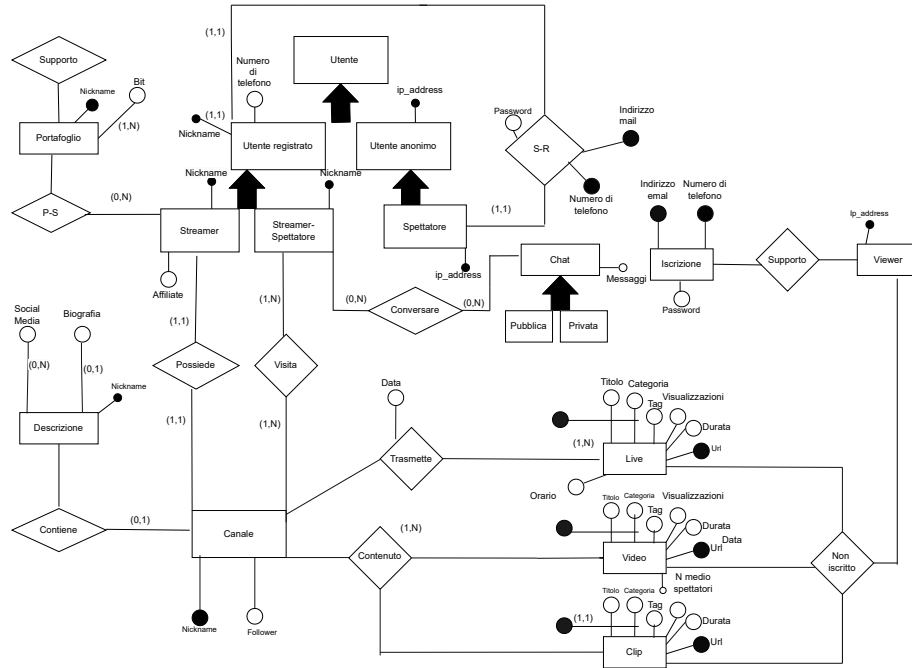 (1,1)
Supporto
Numero
di
telefono
Utente
ip_address
Nickname
Bit
Password
Indirizzo
mail
Portafoglio
(1,N)
(1,1)
Nickname
Utente registrato
Utente anonimo
S-R
Nickname
Nickname
Numero di
telefono
Indirizzo
emal
Numero di
telefono
P-S
(0,N)
Streamer
Streamer-
Spettatore
Spettatore
(1,1)
Ip_address
Chat
Iscrizione
Supporto
Viewer
Affiliate
ip_address
Messaggi
Social
Media
Biografia
(1,N)
(0,N)
Conversare
(0,N)
Password
(1,1)
Pubblica
Privata
(0,N)
(0,1)
Possiede
Visita
Nickname
Data
Titolo
Categoria
Tag
Visualizzazioni
Descrizione
(1,1)
(1,N)
Durata
(1,N)
Trasmette
Live
Url
Orario
Titolo
Categoria
Visualizzazioni
Tag
Contiene
(0,1)
Canale
(1,N)
Durata
Data
Contenuto
Video
Url
Non
iscritto
N medio
spettatori
Titolo
Categoria
Tag
(1,1)
Durata
Nickname
Follower
Clip
Url